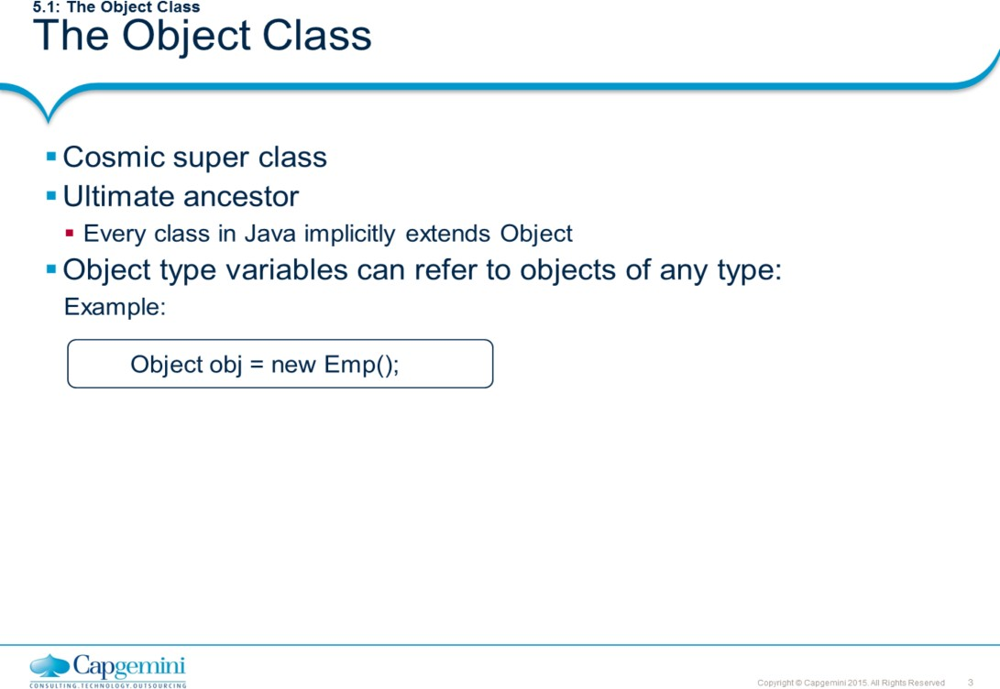 5.1: The Object Class
The Object Class
Cosmic super class
Ultimate ancestor
Every class in Java implicitly extends Object
Object type variables can refer to objects of any type:
Example:
Object obj = new Emp();
Capgemini
CONSULTING.TECHNOLOGY.OUTSOURCING
Copyright © Capgemini 2015. All Rights Reserved 3